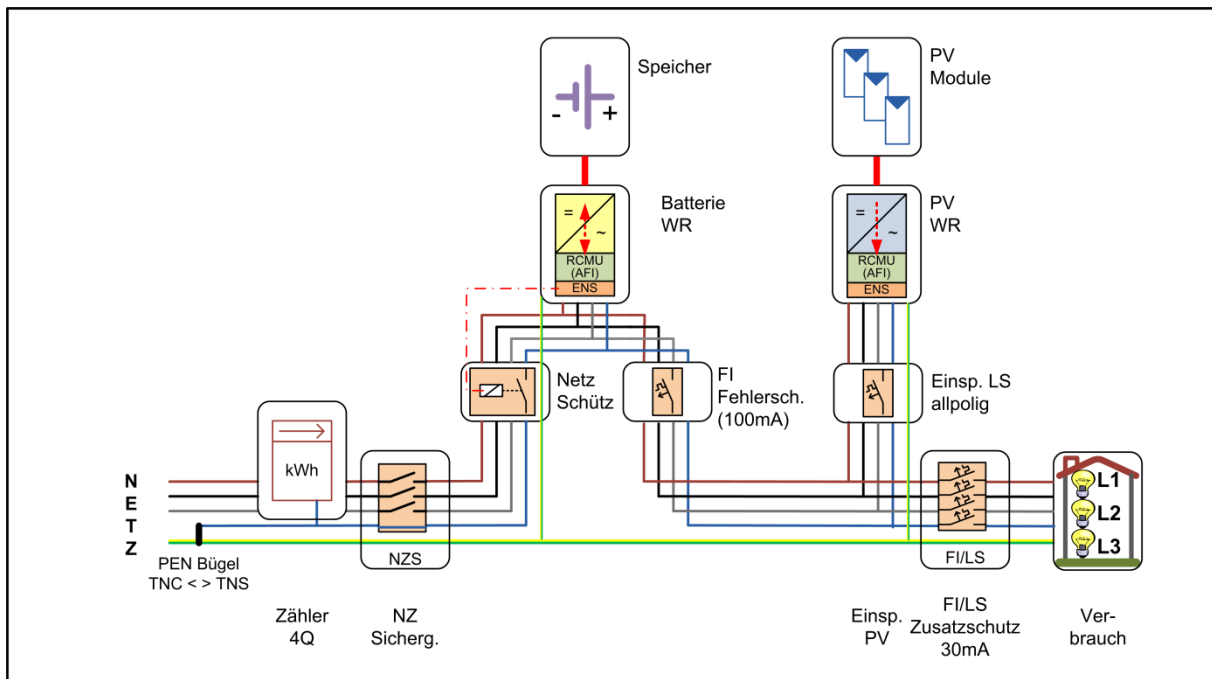 Speicher
- +
PV
Module
=
~
RCMU
(AFI)
ENS
Batterie
WR
=
~
RCMU
(AFI)
ENS
PV
WR
Netz
Schütz
FI
Fehlersch.
(100mA)
Einsp. LS
allpolig
kWh
N
E
T
Z
NZS
FI/LS
L1
L2
L3
PEN Bügel
TNC < > TNS
Zähler
4Q
NZ
Sicherg.
Einsp.
PV
FI/LS
Zusatzschutz
30mA
Ver-
brauch